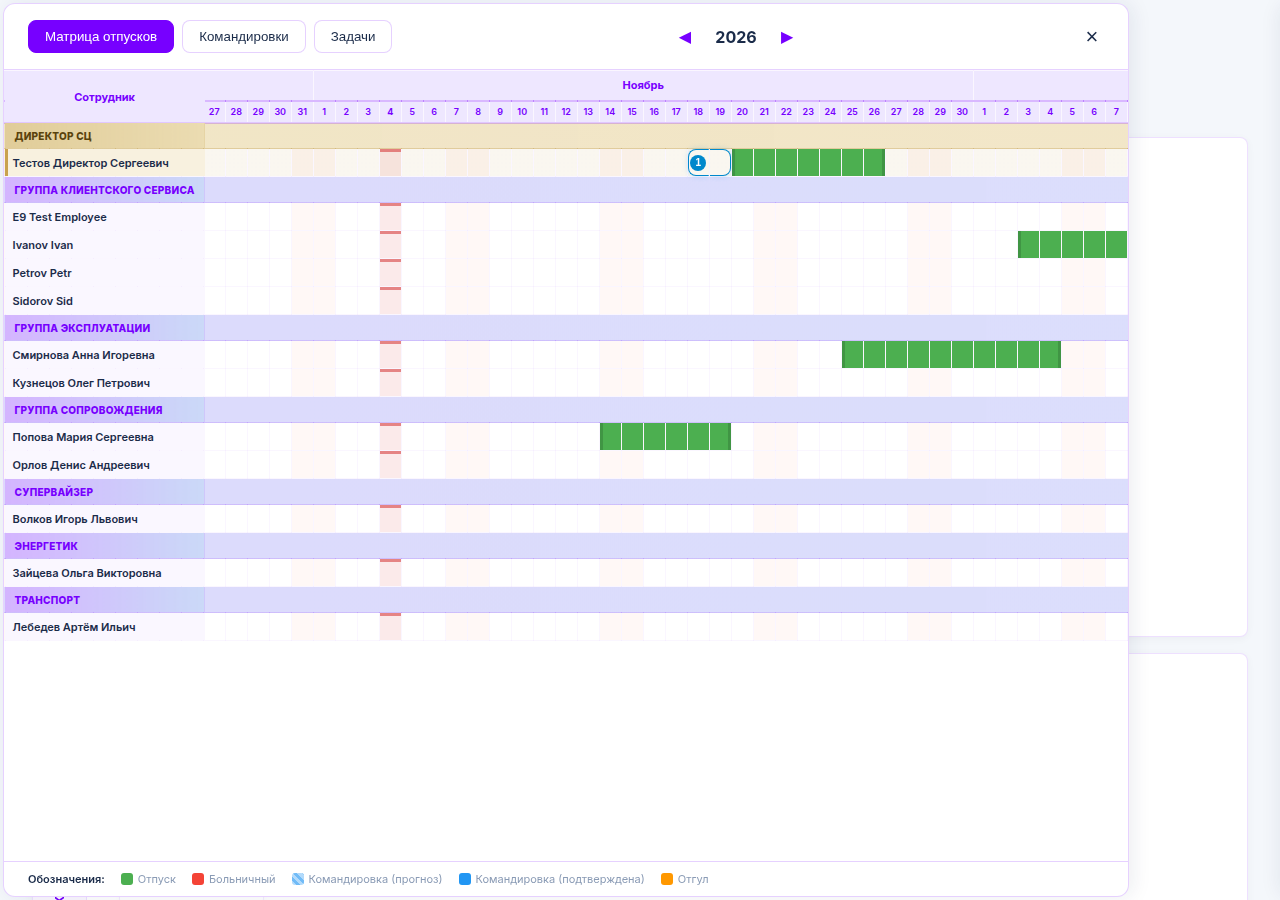 Матрица отпусков Командировки Задачи ◀ 2026 ▶ ×
Сотрудник Ноябрь
27 28 29 30 31 1 2 3 4 5 6 7 8 9 10 11 12 13 14 15 16 17 18 19 20 21 22 23 24 25 26 27 28 29 30 1 2 3 4 5 6 7
ДИРЕКТОР СЦ
Тестов Директор Сергеевич 1
ГРУППА КЛИЕНТСКОГО СЕРВИСА
E9 Test Employee
Ivanov Ivan
Petrov Petr
Sidorov Sid
ГРУППА ЭКСПЛУАТАЦИИ
Смирнова Анна Игоревна
Кузнецов Олег Петрович
ГРУППА СОПРОВОЖДЕНИЯ
Попова Мария Сергеевна
Орлов Денис Андреевич
СУПЕРВАЙЗЕР
Волков Игорь Львович
ЭНЕРГЕТИК
Зайцева Ольга Викторовна
ТРАНСПОРТ
Лебедев Артём Ильич
Обозначения: Отпуск Больничный Командировка (прогноз) Командировка (подтверждена) Отгул